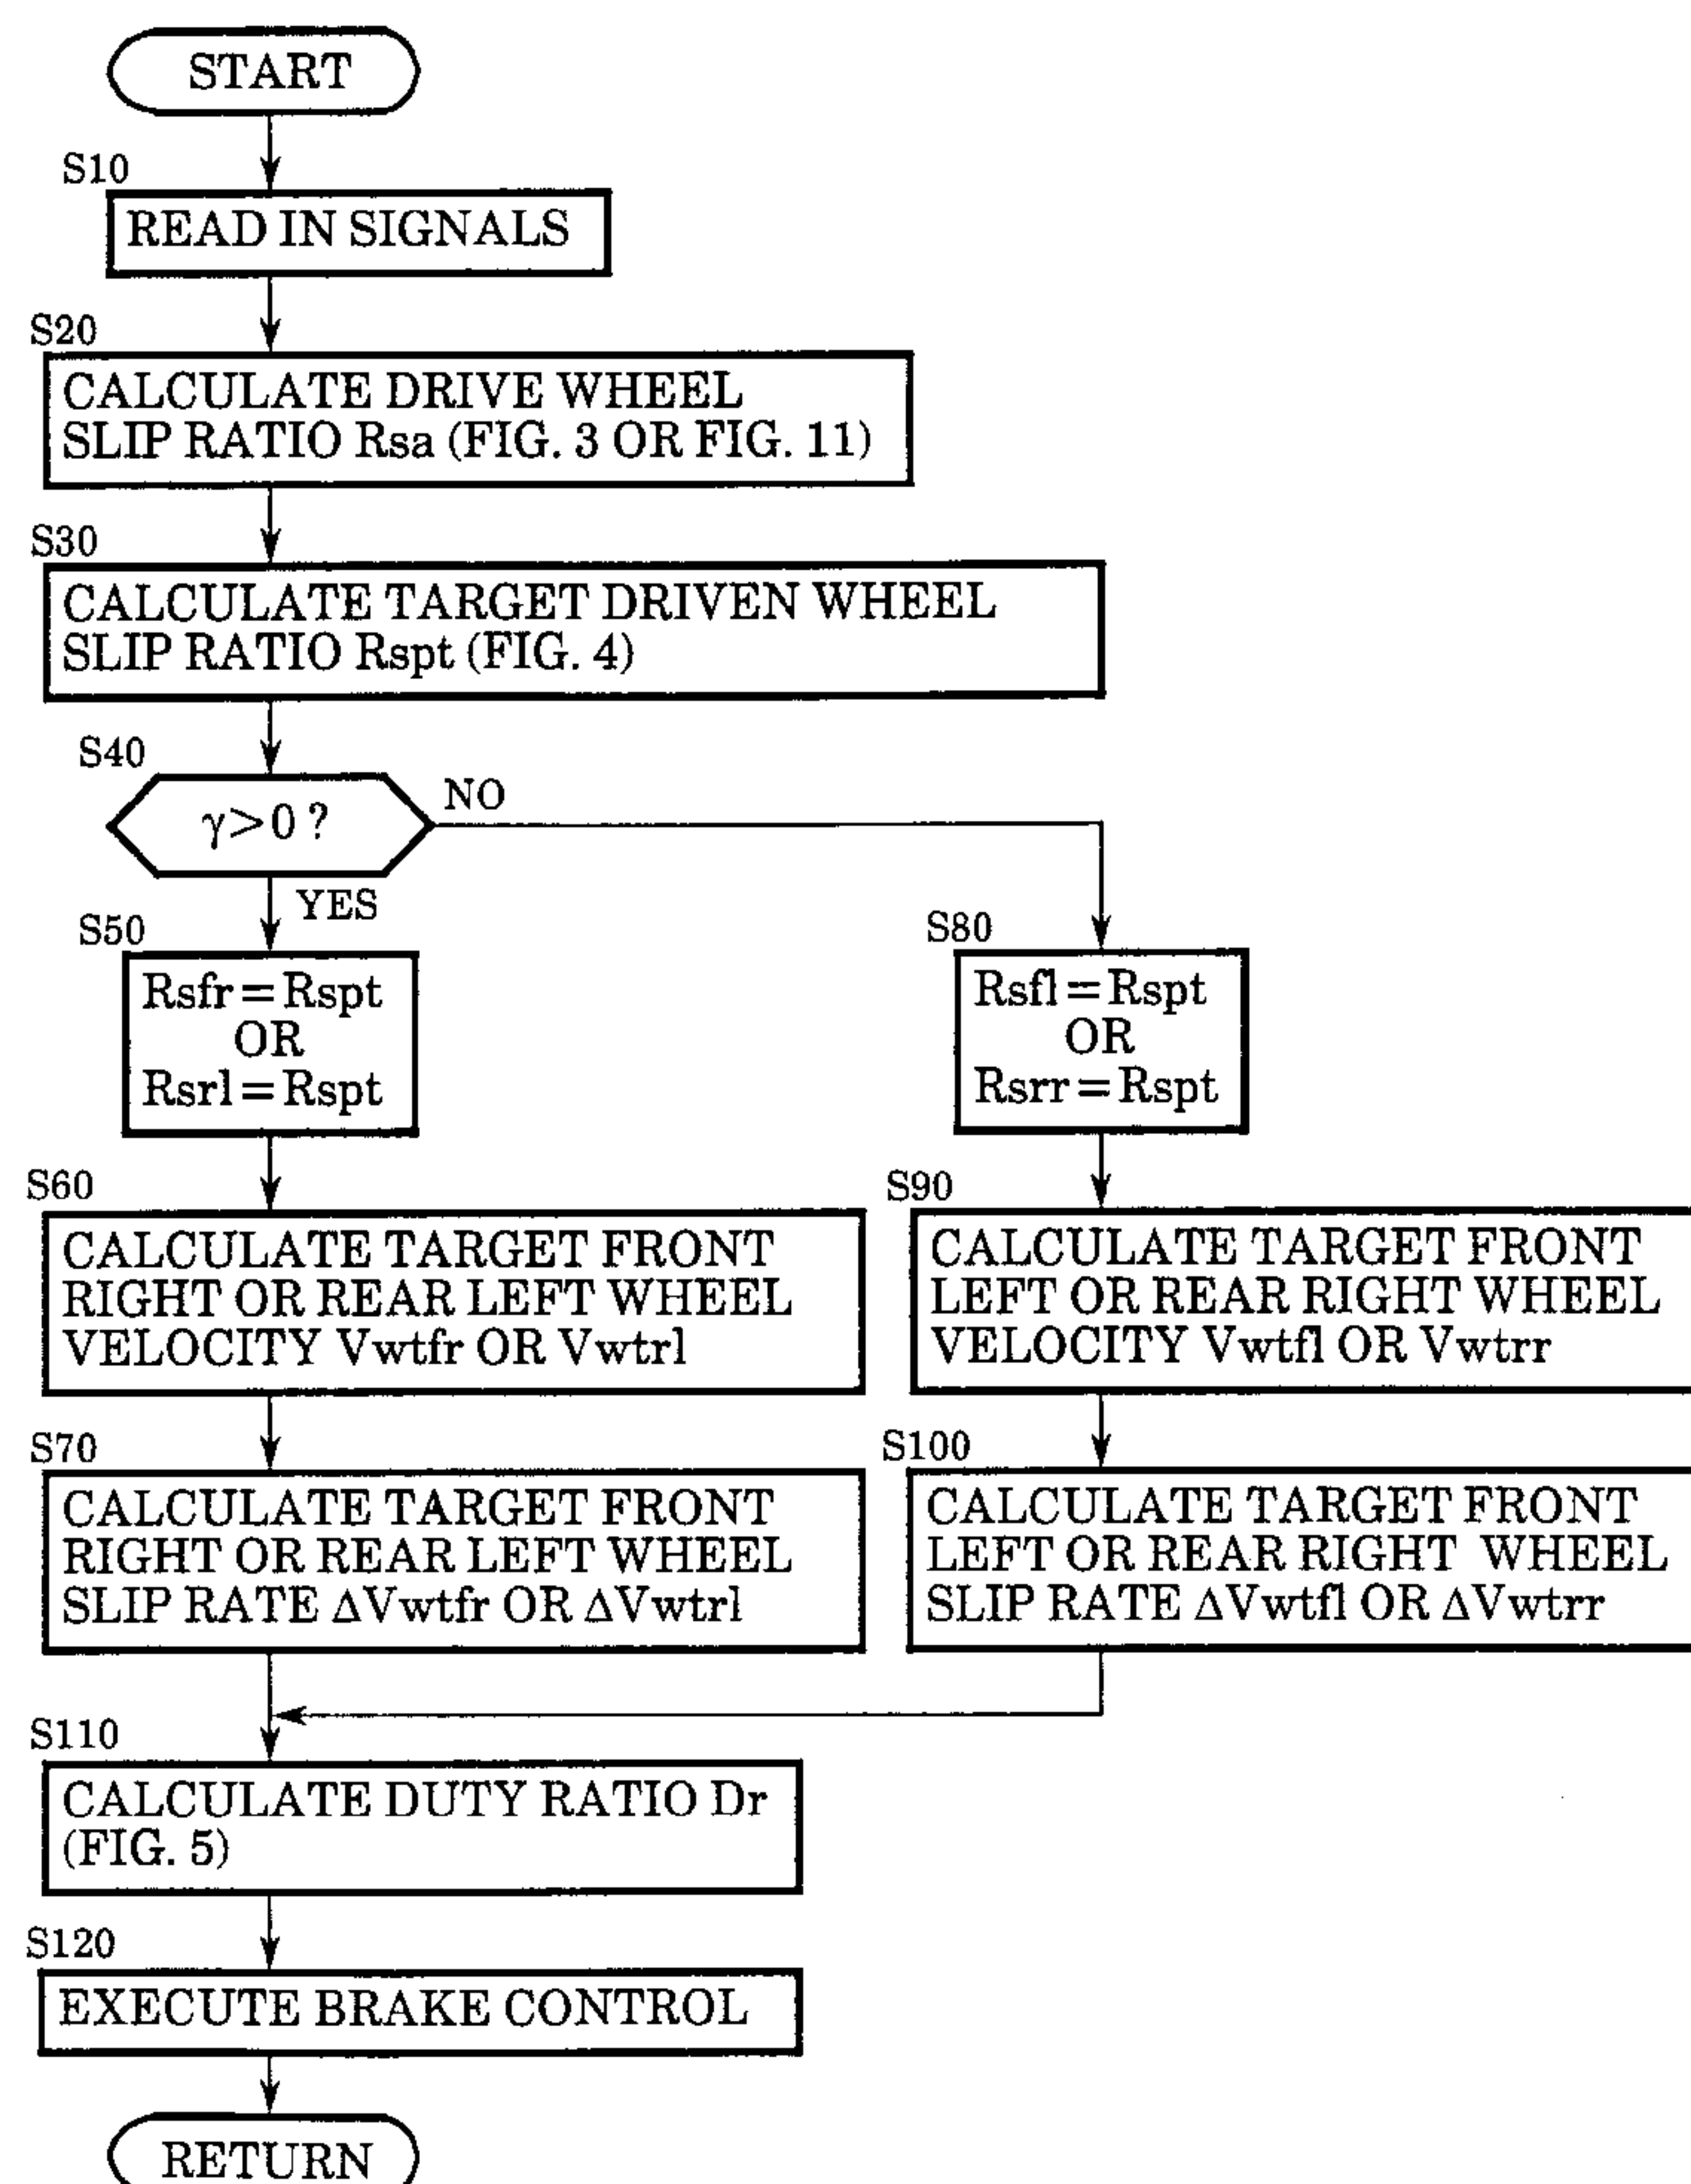 START
S10
READ IN SIGNALS
S20
CALCULATE DRIVE WHEEL
SLIP RATIO Rsa (FIG. 3 OR FIG. 11)
S30
CALCULATE TARGET DRIVEN WHEEL
SLIP RATIO Rspt (FIG. 4)
S40
γ>0 ?
NO
YES
S50
Rsfr=Rspt
OR
Rsrl=Rspt
S80
Rsfl=Rspt
OR
Rsrr=Rspt
S60
CALCULATE TARGET FRONT
RIGHT OR REAR LEFT WHEEL
VELOCITY Vwtfr OR Vwtrl
S90
CALCULATE TARGET FRONT
LEFT OR REAR RIGHT WHEEL
VELOCITY Vwtfl OR Vwtrr
S70
CALCULATE TARGET FRONT
RIGHT OR REAR LEFT WHEEL
SLIP RATE ΔVwtfr OR ΔVwtrl
S100
CALCULATE TARGET FRONT
LEFT OR REAR RIGHT WHEEL
SLIP RATE ΔVwtfl OR ΔVwtrr
S110
CALCULATE DUTY RATIO Dr
(FIG. 5)
S120
EXECUTE BRAKE CONTROL
RETURN